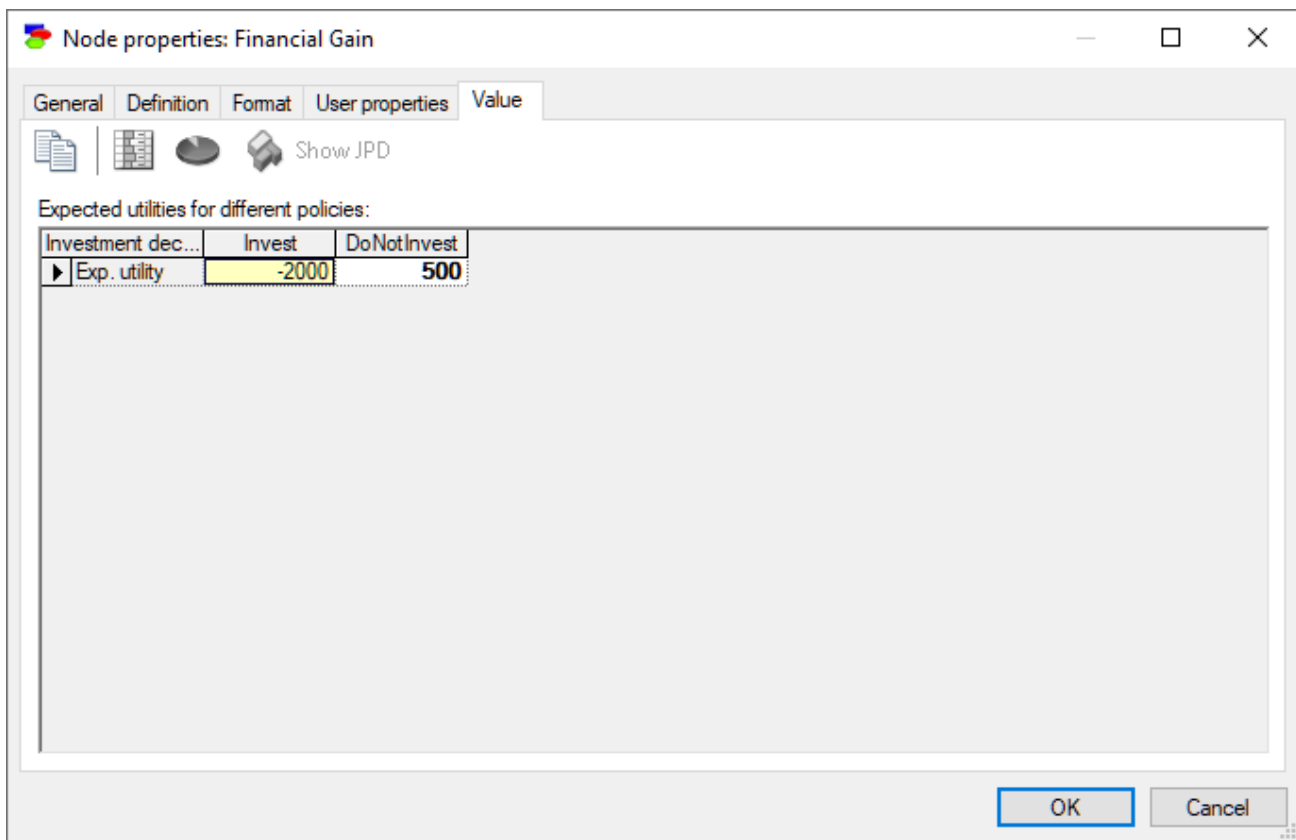 Node properties: Financial Gain
General Definition Format User properties Value
Show JPD
Expected utilities for different policies:
Investment dec... Invest DoNotInvest
Exp. utility -2000 500
OK Cancel